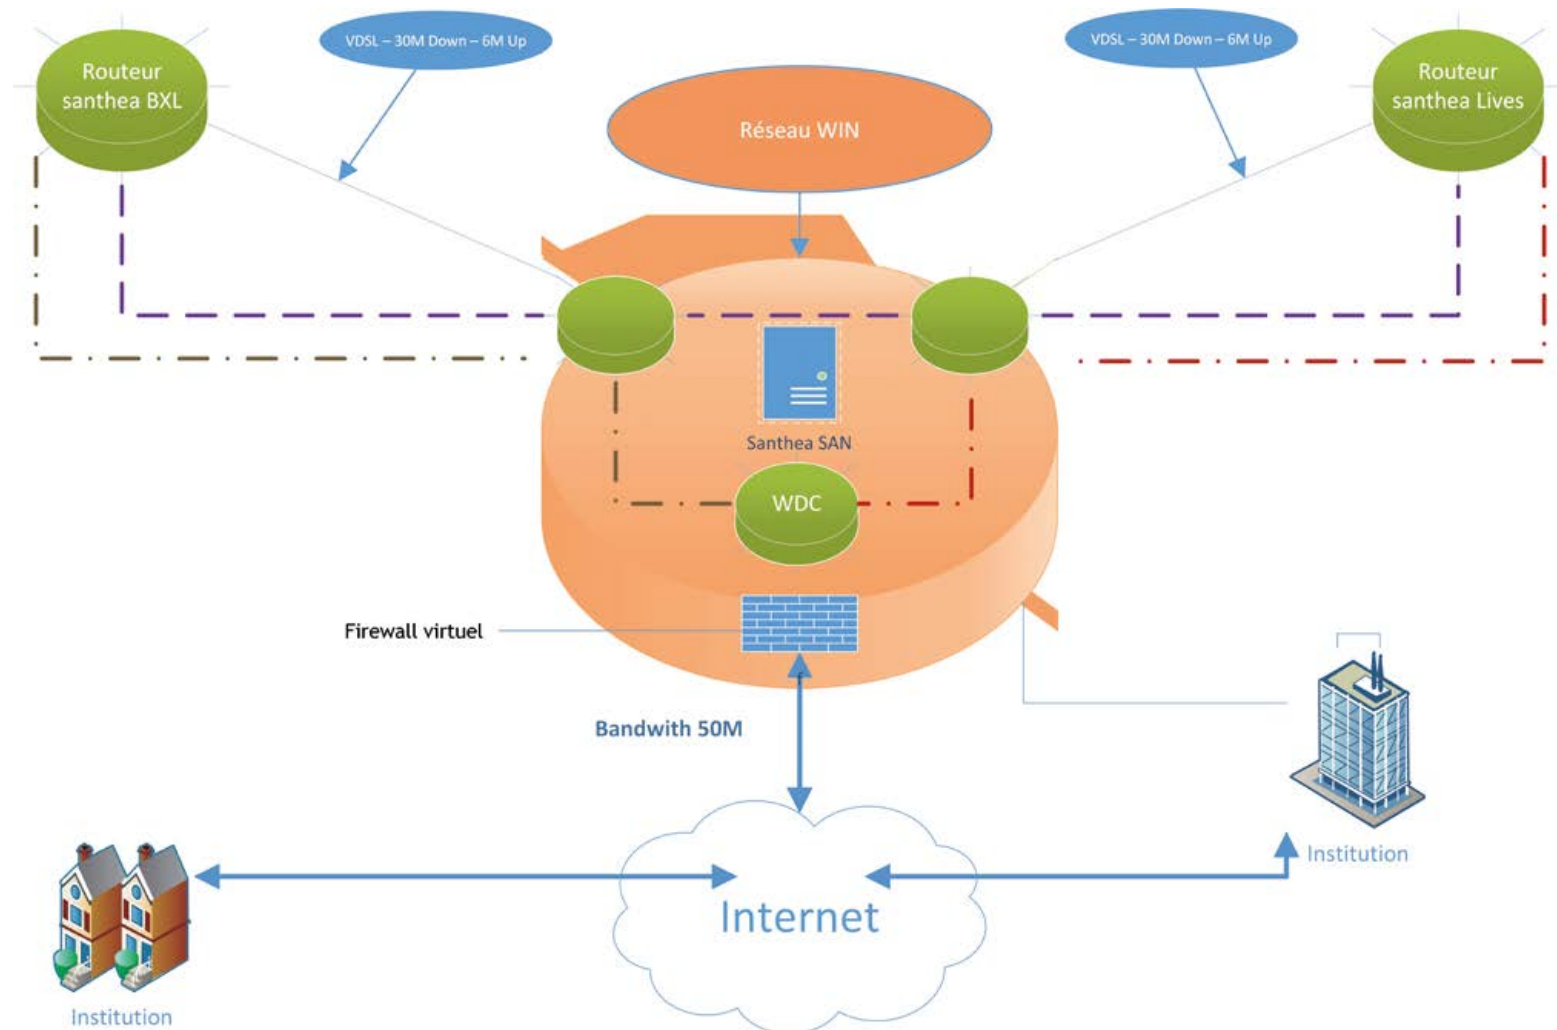 VDSL – 30M Down – 6M Up
VDSL – 30M Down – 6M Up
Routeur
santhea BXL
Réseau WIN
Routeur
santhea Lives
Santhea SAN
WDC
Firewall virtuel
Bandwith 50M
Institution
Internet
Institution